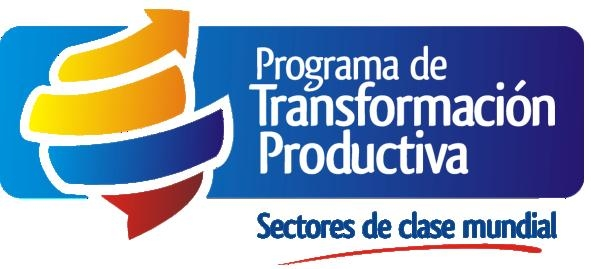 Programa de
Transformación
Productiva
Sectores de clase mundial